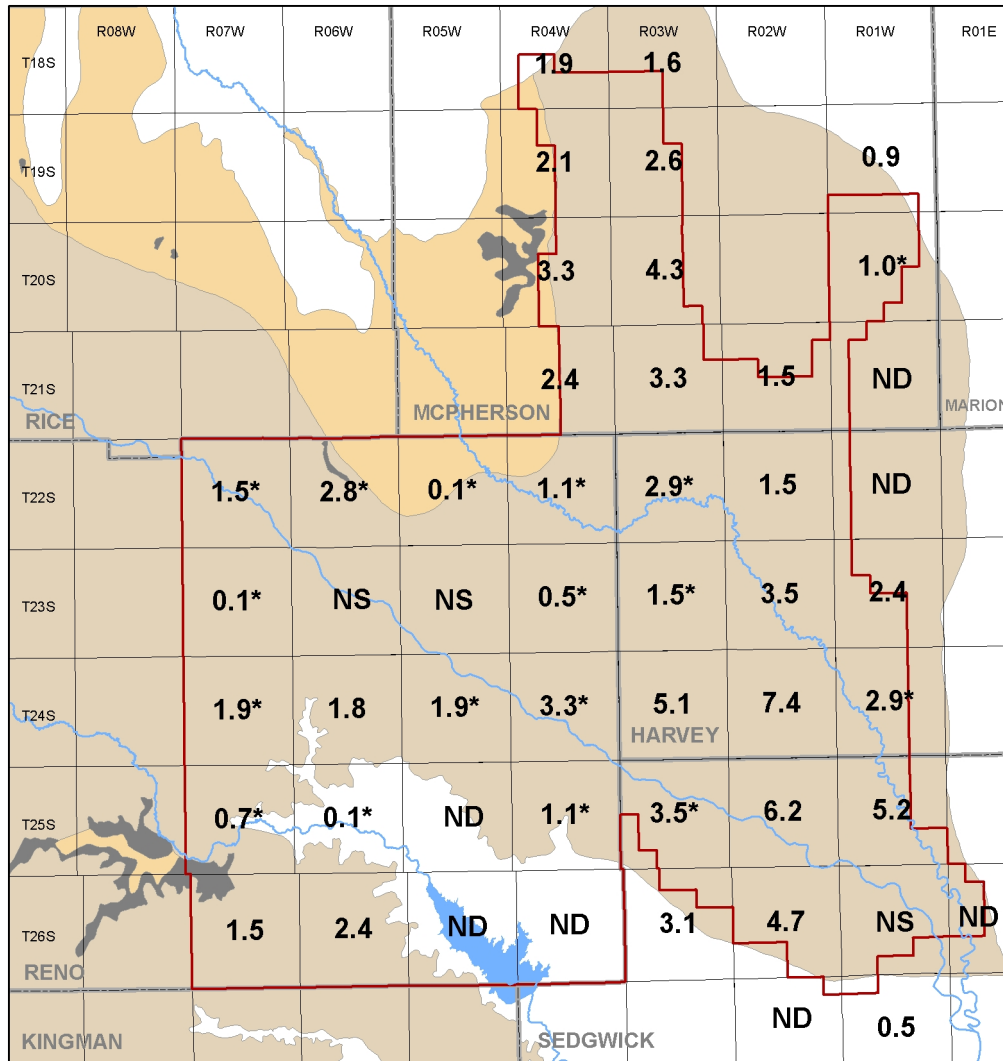 R08W R07W R06W R05W R04W R03W R02W R01W R01E
T18S 1.9 1.6
T19S 2.1 2.6 0.9
T20S 3.3 4.3 1.0*
T21S 2.4 3.3 1.5 ND
RICE MCPHERSON MARION
T22S 1.5* 2.8* 0.1* 1.1* 2.9* 1.5 ND
T23S 0.1* NS NS 0.5* 1.5* 3.5 2.4
T24S 1.9* 1.8 1.9* 3.3* 5.1 7.4 2.9*
HARVEY
T25S 0.7* 0.1* ND 1.1* 3.5* 6.2 5.2
T26S 1.5 2.4 ND ND 3.1 4.7 NS ND
RENO
ND 0.5
KINGMAN SEDGWICK